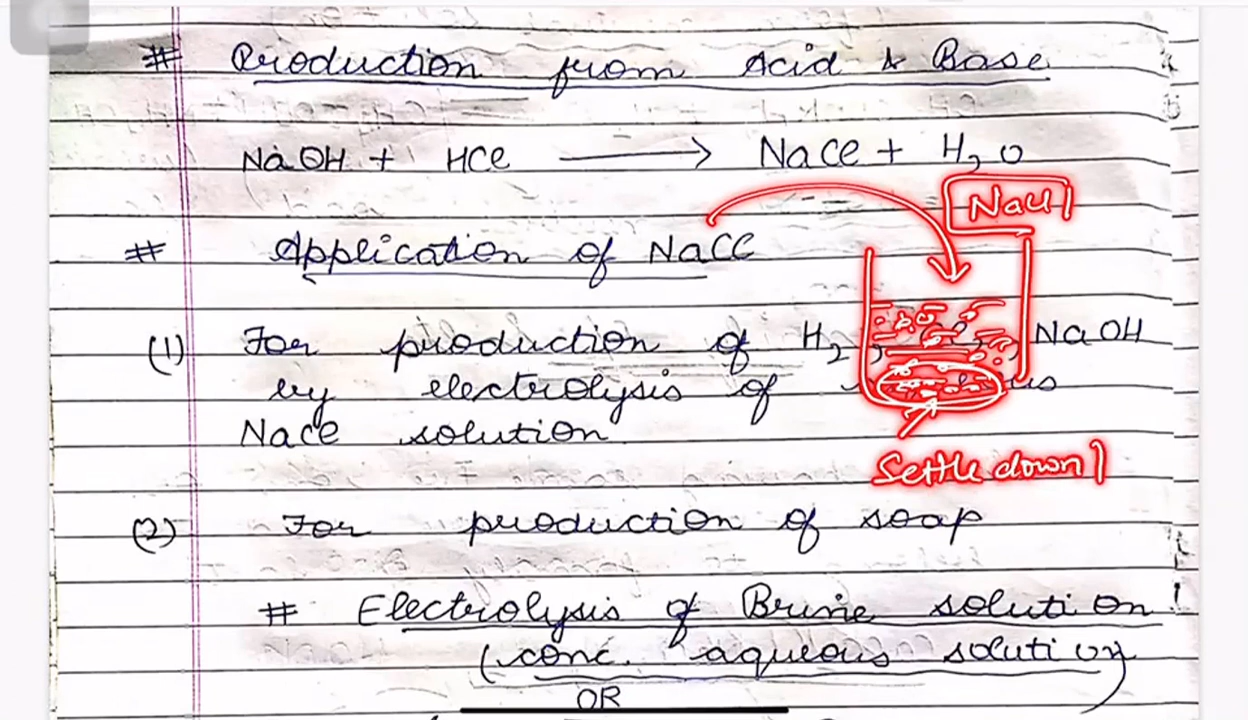 # Production from Acid & Base
NaOH + HCl → NaCl + H₂O
NaCl
# Application of NaCl
(1) For production of H₂, , NaOH
by electrolysis of
NaCl solution
Settle down
(2) For production of soap
# Electrolysis of Brine solution!
(conc. aqueous solution)
OR